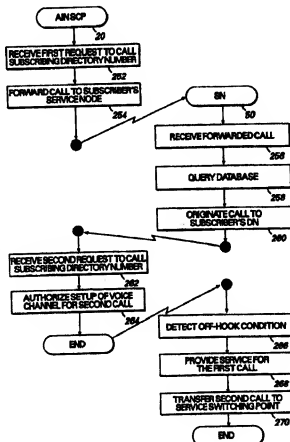 AIN SCP
20
RECEIVE FIRST REQUEST TO CALL
SUBSCRIBING DIRECTORY NUMBER
252
FORWARD CALL TO SUBSCRIBER'S
SERVICE NODE
254
SN
50
RECEIVE FORWARDED CALL
256
QUERY DATABASE
258
ORIGINATE CALL TO
SUBSCRIBER'S DN
260
RECEIVE SECOND REQUEST TO CALL
SUBSCRIBING DIRECTORY NUMBER
262
AUTHORIZE SETUP OF VOICE
CHANNEL FOR SECOND CALL
264
END
DETECT OFF-HOOK CONDITION
266
PROVIDE SERVICE FOR
THE FIRST CALL
268
TRANSFER SECOND CALL TO
SERVICE SWITCHING POINT
270
END